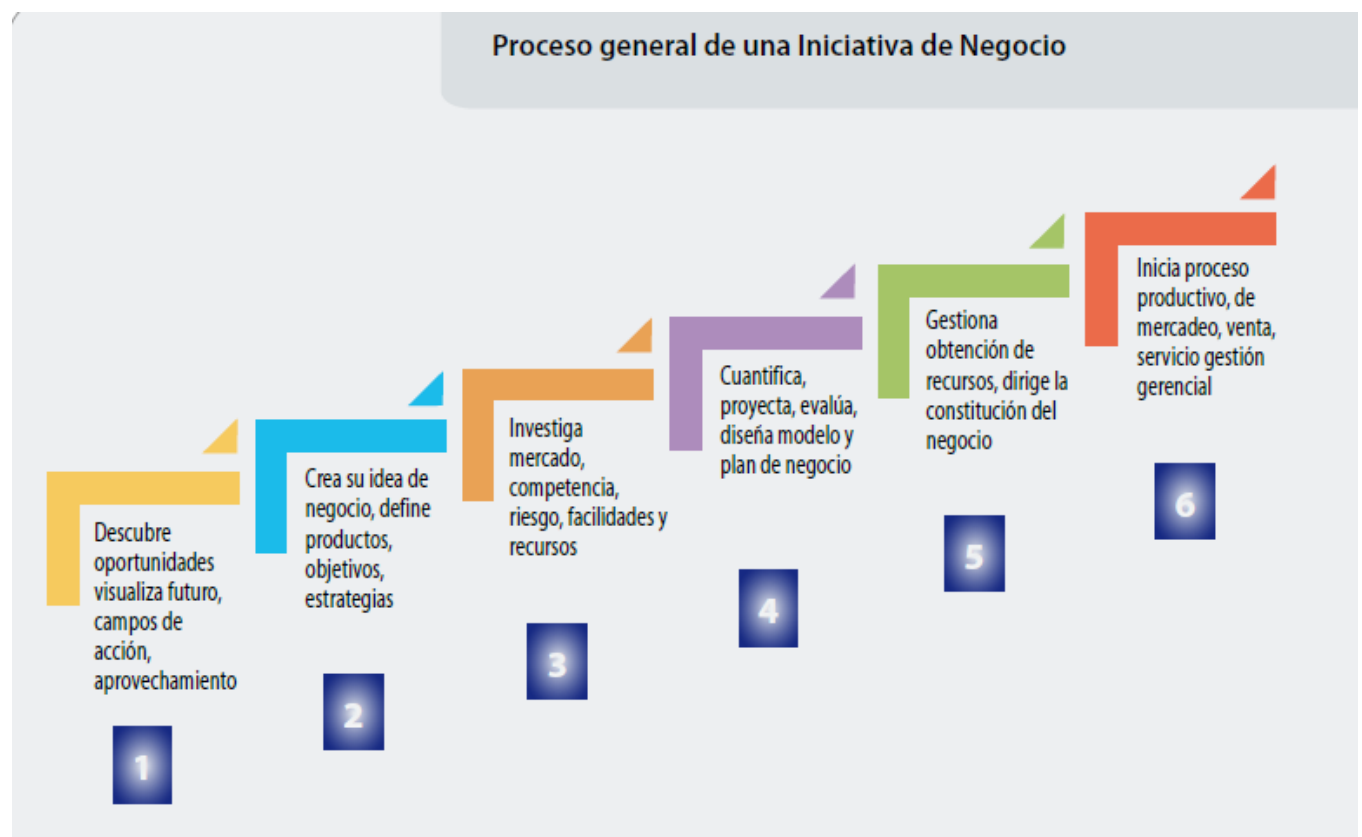 Proceso general de una Iniciativa de Negocio
Descubre
oportunidades
visualiza futuro,
campos de
acción,
aprovechamiento
1
Crea su idea de
negocio, define
productos,
objetivos,
estrategias
2
Investiga
mercado,
competencia,
riesgo, facilidades y
recursos
3
Cuantifica,
proyecta, evalúa,
diseña modelo y
plan de negocio
4
Gestiona
obtención de
recursos, dirige la
constitución del
negocio
5
Inicia proceso
productivo, de
mercadeo, venta,
servicio gestión
gerencial
6